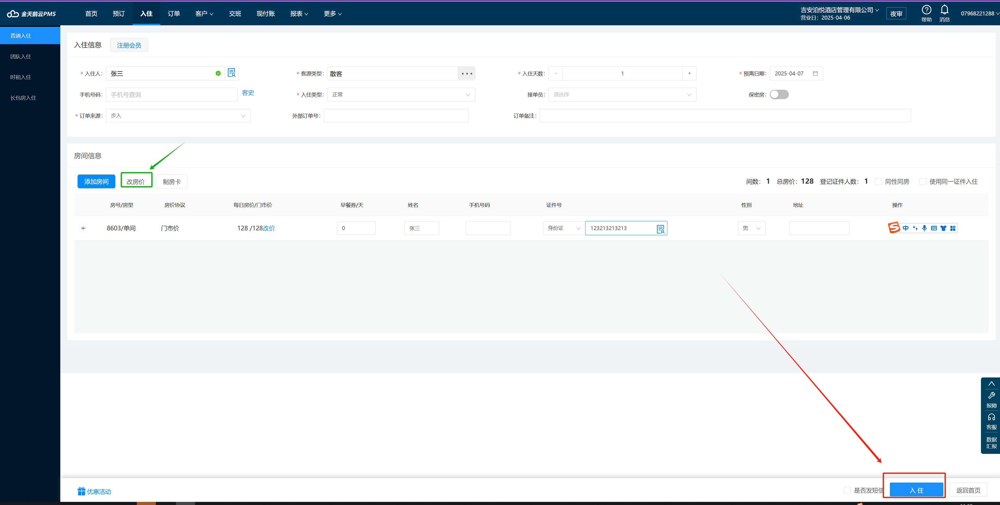 金天鹅云PMS
首页 预订 入住 订单 客户 交班 现付账 报表 更多
吉安泊悦酒店管理有限公司
营业日：2025-04-06
夜审
帮助 消息
07968221288
普通入住
团队入住
时租入住
长包房入住
入住信息 注册会员
* 入住人： 张三 * 客源类型： 散客 * 入住天数： - 1 + * 预离日期： 2025-04-07
手机号码： 手机号查询 客史 * 入住类型： 正常 接单员： 请选择 保密房：
* 订单来源： 步入 外部订单号： 订单备注：
房间信息
添加房间 改房价 制房卡 间数： 1 总房价：128 登记证件人数： 1 同性同房 使用同一证件入住
房号/房型 房价协议 每日房价/门市价 早餐券/天 姓名 手机号码 证件号 性别 地址 操作
8603/单间 门市价 128 /128改价 0 张三 身份证 123213213213 男 中
报障
客服
数据
汇报
优惠活动 是否发短信 入 住 返回首页